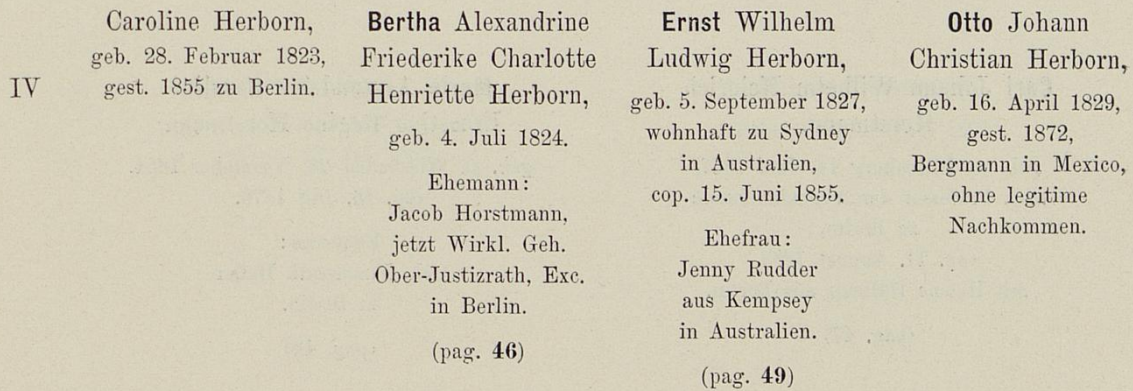 IV
Caroline Herborn,
geb. 28. Februar 1823,
gest. 1855 zu Berlin.
Bertha Alexandrine
Friederike Charlotte
Henriette Herborn,
geb. 4. Juli 1824.
Ehemann:
Jacob Horstmann,
jetzt Wirkl. Geh.
Ober-Justizrath, Exc.
in Berlin.
(pag. 46)
Ernst Wilhelm
Ludwig Herborn,
geb. 5. September 1827,
wohnhaft zu Sydney
in Australien,
cop. 15. Juni 1855.
Ehefrau:
Jenny Rudder
aus Kempsey
in Australien.
(pag. 49)
Otto Johann
Christian Herborn,
geb. 16. April 1829,
gest. 1872,
Bergmann in Mexico,
ohne legitime
Nachkommen.